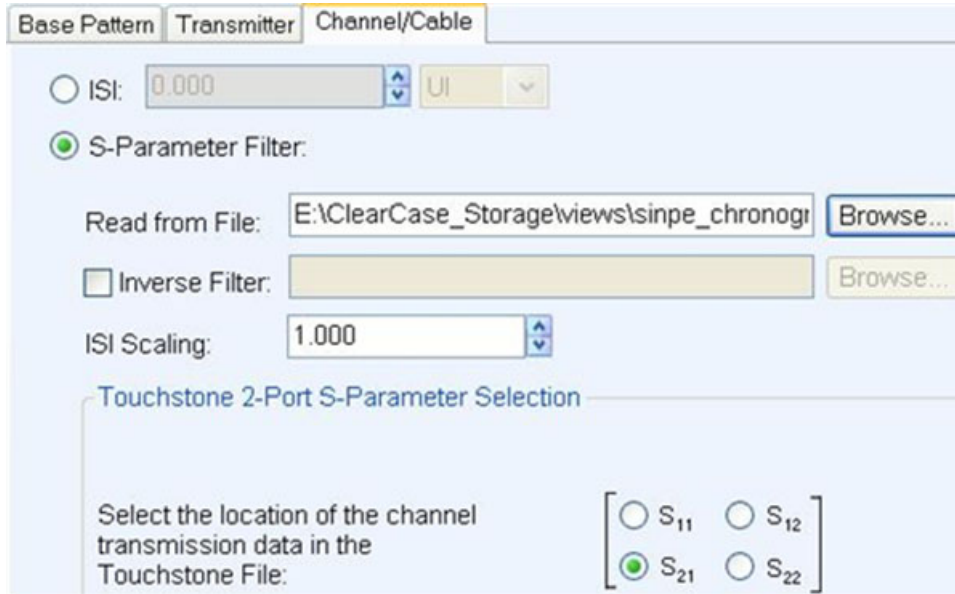 Base Pattern Transmitter Channel/Cable
ISI: 0.000 UI
S-Parameter Filter:
Read from File: E:\ClearCase_Storage\views\sinpe_chronogr Browse...
Inverse Filter: Browse...
ISI Scaling: 1.000
Touchstone 2-Port S-Parameter Selection
Select the location of the channel
transmission data in the
Touchstone File:
S11 S12
S21 S22